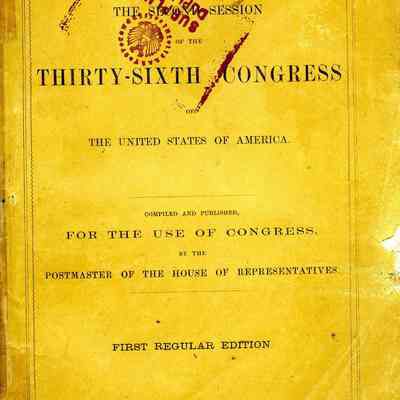 THE SECOND SESSION
OF THE
THIRTY-SIXTH CONGRESS
OF
THE UNITED STATES OF AMERICA.
COMPILED AND PUBLISHED,
FOR THE USE OF CONGRESS,
BY THE
POSTMASTER OF THE HOUSE OF REPRESENTATIVES.
FIRST REGULAR EDITION.